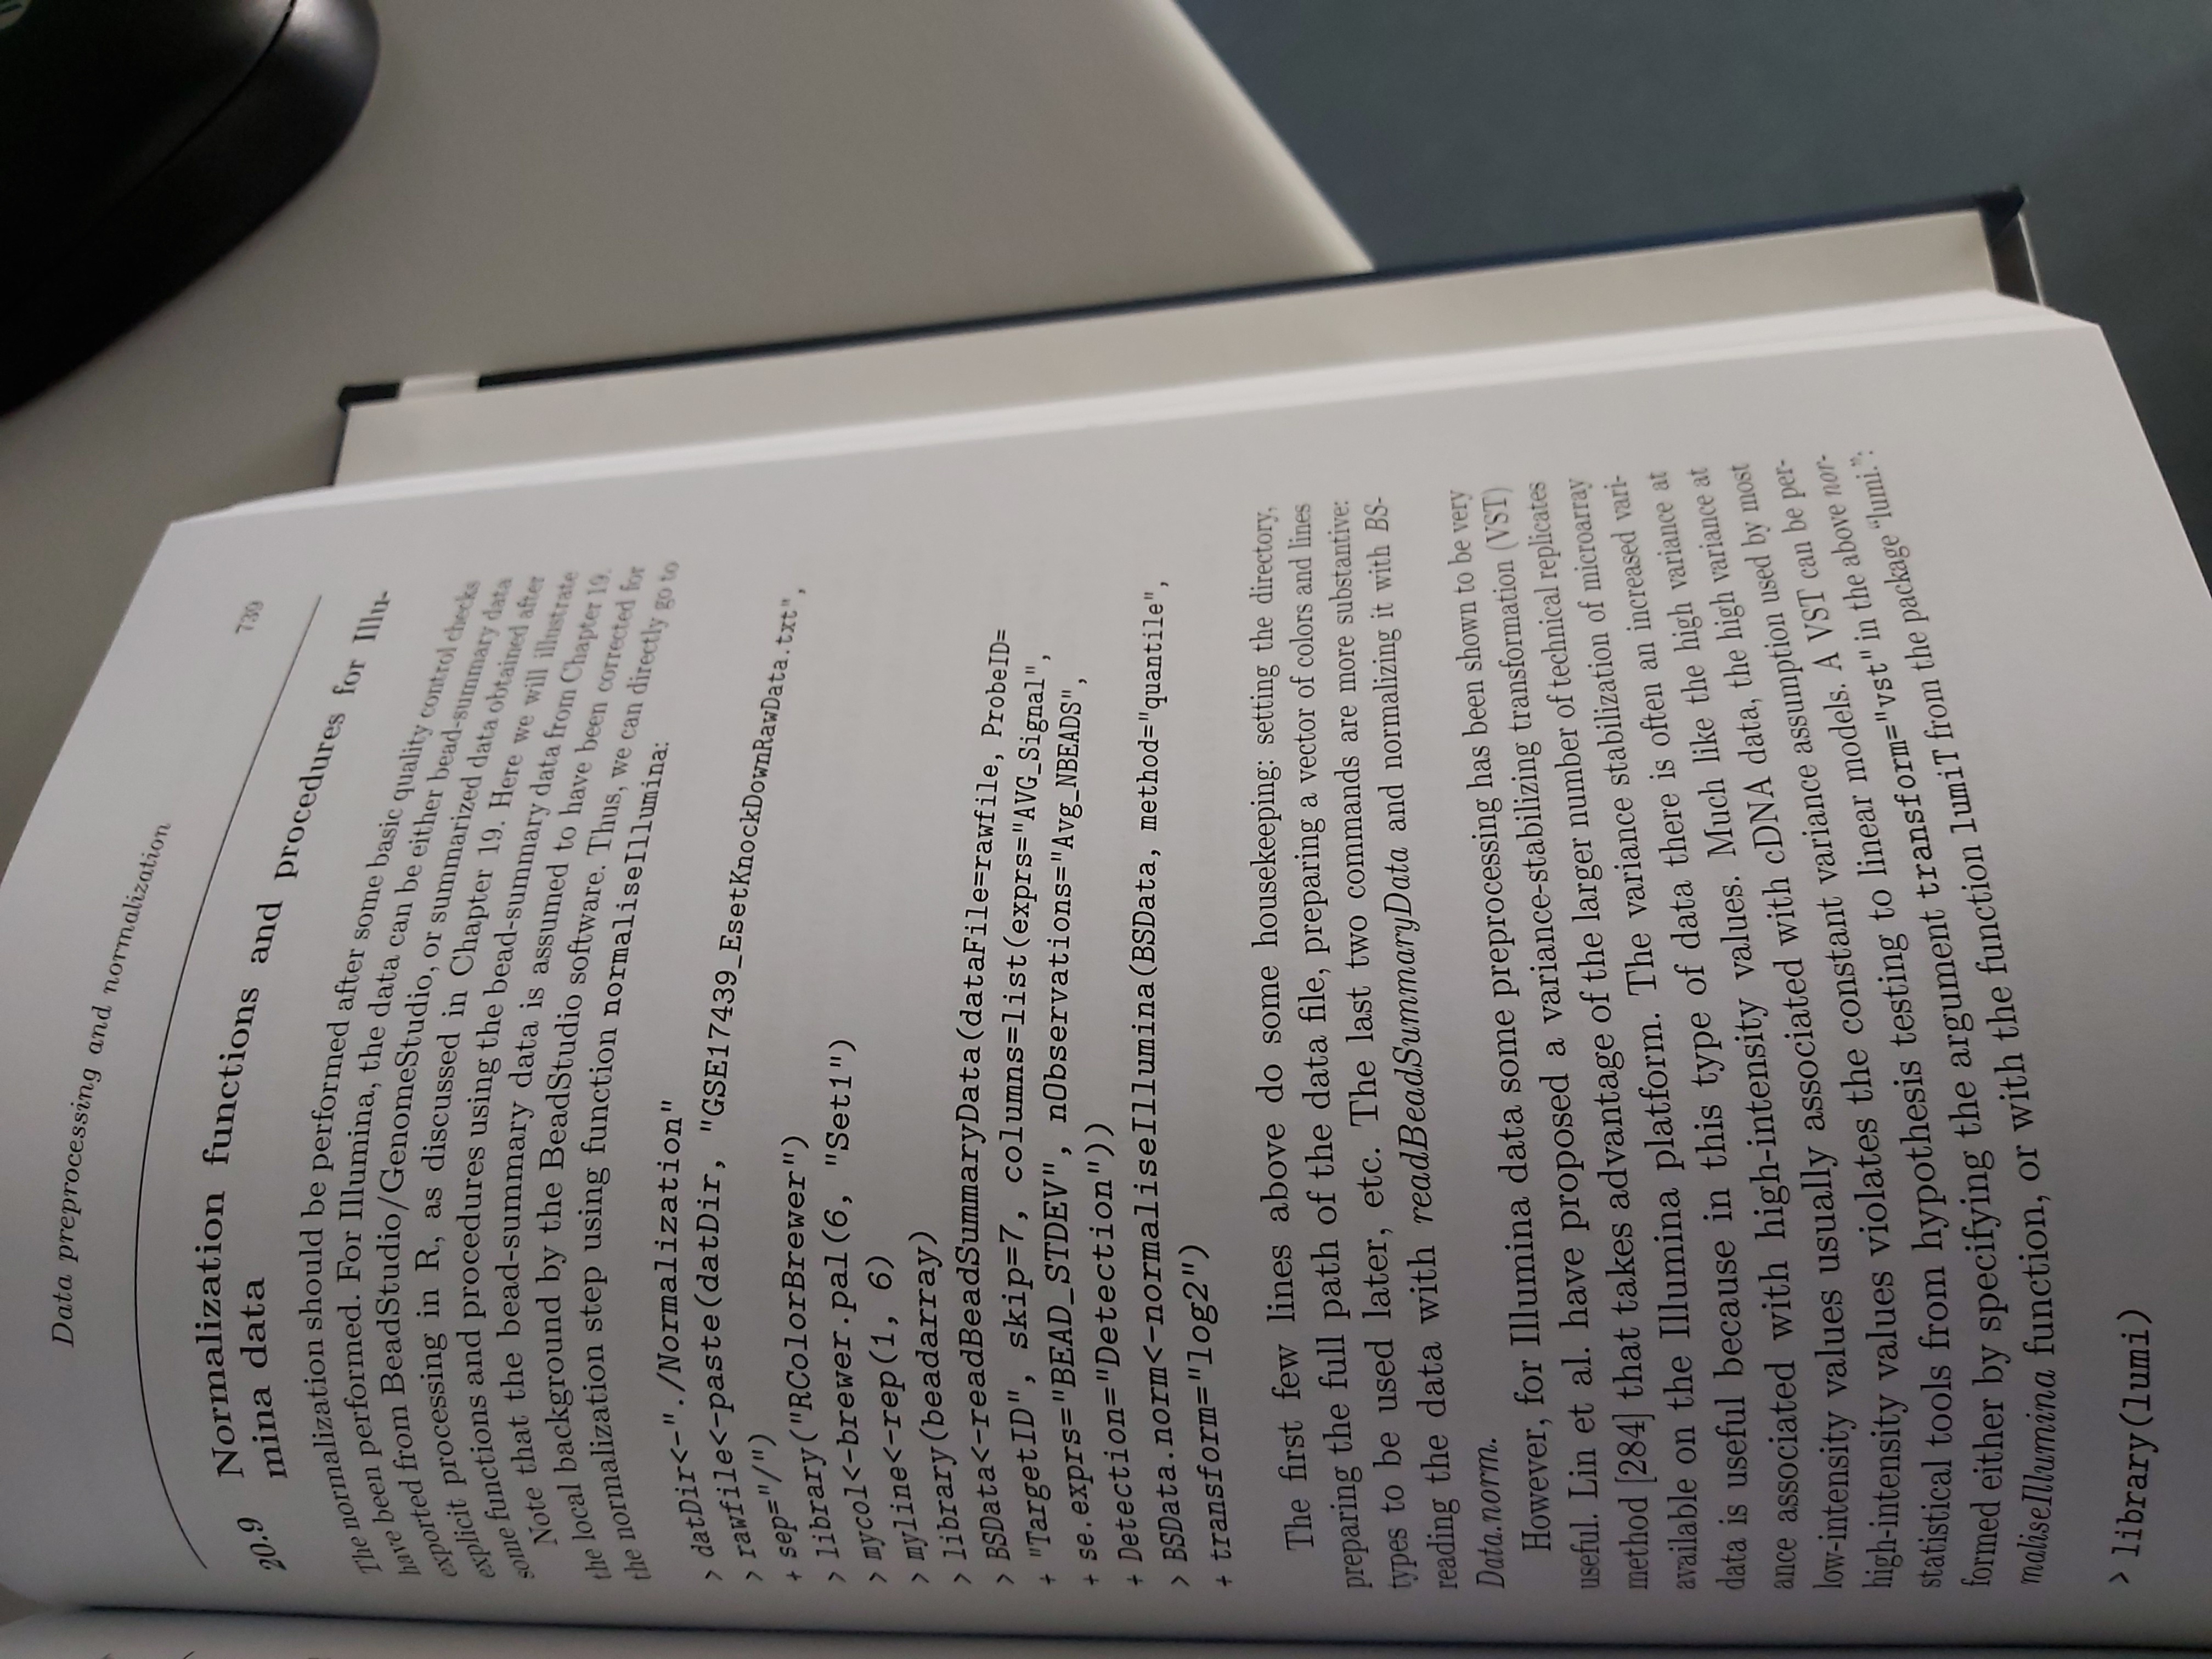 Data preprocessing and normalization
739
20.9 Normalization functions and procedures for Illu-
mina data
The normalization should be performed after some basic quality control checks
have been performed. For Illumina, the data can be either bead-summary data
exported from BeadStudio/GenomeStudio, or summarized data obtained after
explicit processing in R, as discussed in Chapter 19. Here we will illustrate
some functions and procedures using the bead-summary data from Chapter 19.
Note that the bead-summary data is assumed to have been corrected for
the local background by the BeadStudio software. Thus, we can directly go to
the normalization step using function normaliseIllumina:
> datDir<-"./Normalization"
> rawfile<-paste(datDir, "GSE17439_EsetKnockDownRawData.txt",
+ sep="/")
> library("RColorBrewer")
> mycol<-brewer.pal(6, "Set1")
> myline<-rep(1, 6)
> library(beadarray)
> BSData<-readBeadSummaryData(dataFile=rawfile, ProbeID=
+ "TargetID", skip=7, columns=list(exprs="AVG_Signal",
+ se.exprs="BEAD_STDEV", nObservations="Avg_NBEADS",
+ Detection="Detection"))
> BSData.norm<-normaliseIllumina(BSData, method="quantile",
+ transform="log2")
The first few lines above do some housekeeping: setting the directory,
preparing the full path of the data file, preparing a vector of colors and lines
types to be used later, etc. The last two commands are more substantive:
reading the data with readBeadSummaryData and normalizing it with BS-
Data.norm.
However, for Illumina data some preprocessing has been shown to be very
useful. Lin et al. have proposed a variance-stabilizing transformation (VST)
method [284] that takes advantage of the larger number of technical replicates
available on the Illumina platform. The variance stabilization of microarray
data is useful because in this type of data there is often an increased vari-
ance associated with high-intensity values. Much like the high variance at
low-intensity values usually associated with cDNA data, the high variance at
high-intensity values violates the constant variance assumption used by most
statistical tools from hypothesis testing to linear models. A VST can be per-
formed either by specifying the argument transform="vst" in the above nor-
maliseIllumina function, or with the function lumiT from the package “lumi.”:
> library(lumi)